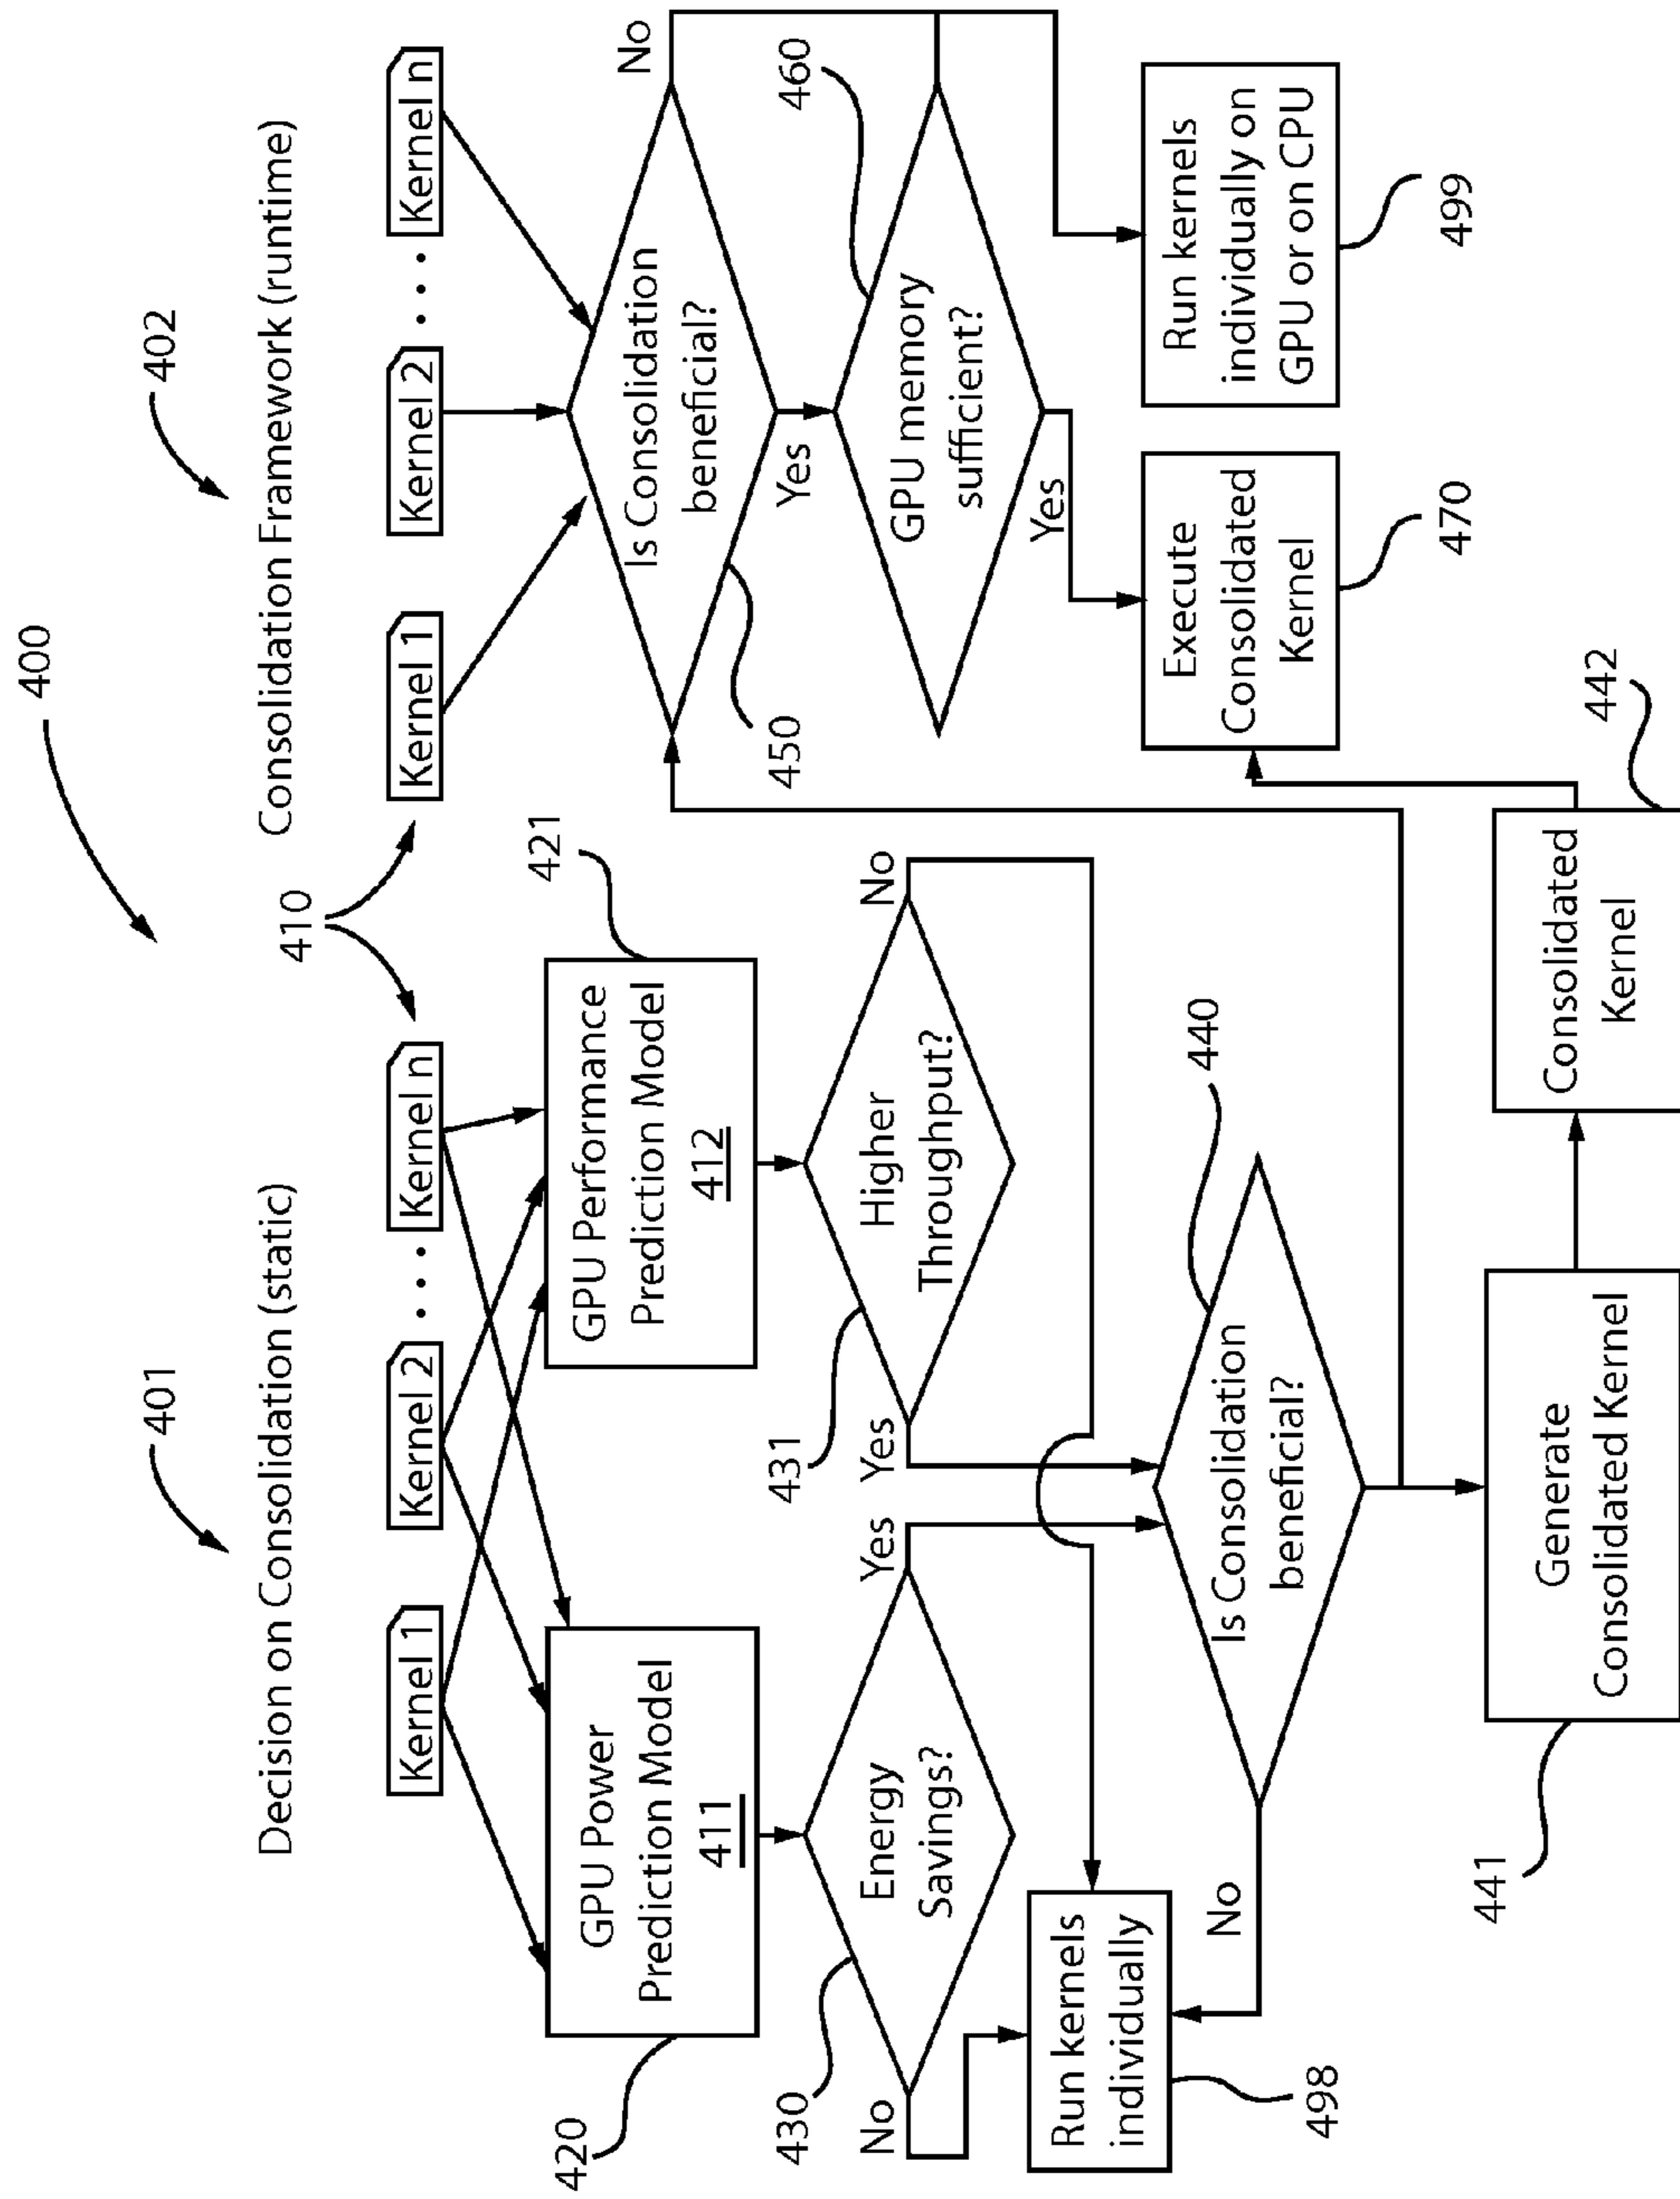 400
401
402
Decision on Consolidation (static)
Consolidation Framework (runtime)
410
Kernel 1
Kernel 2
. . .
Kernel n
Kernel 1
Kernel 2
. . .
Kernel n
420
GPU Power
Prediction Model
411
421
GPU Performance
Prediction Model
412
430
Energy
Savings?
No
Yes
431
Higher
Throughput?
Yes
No
Run kernels
individually
498
440
Is Consolidation
beneficial?
No
441
Generate
Consolidated Kernel
Consolidated
Kernel
442
Is Consolidation
beneficial?
450
No
Yes
460
GPU memory
sufficient?
Yes
Execute
Consolidated
Kernel
470
Run kernels
individually on
GPU or on CPU
499